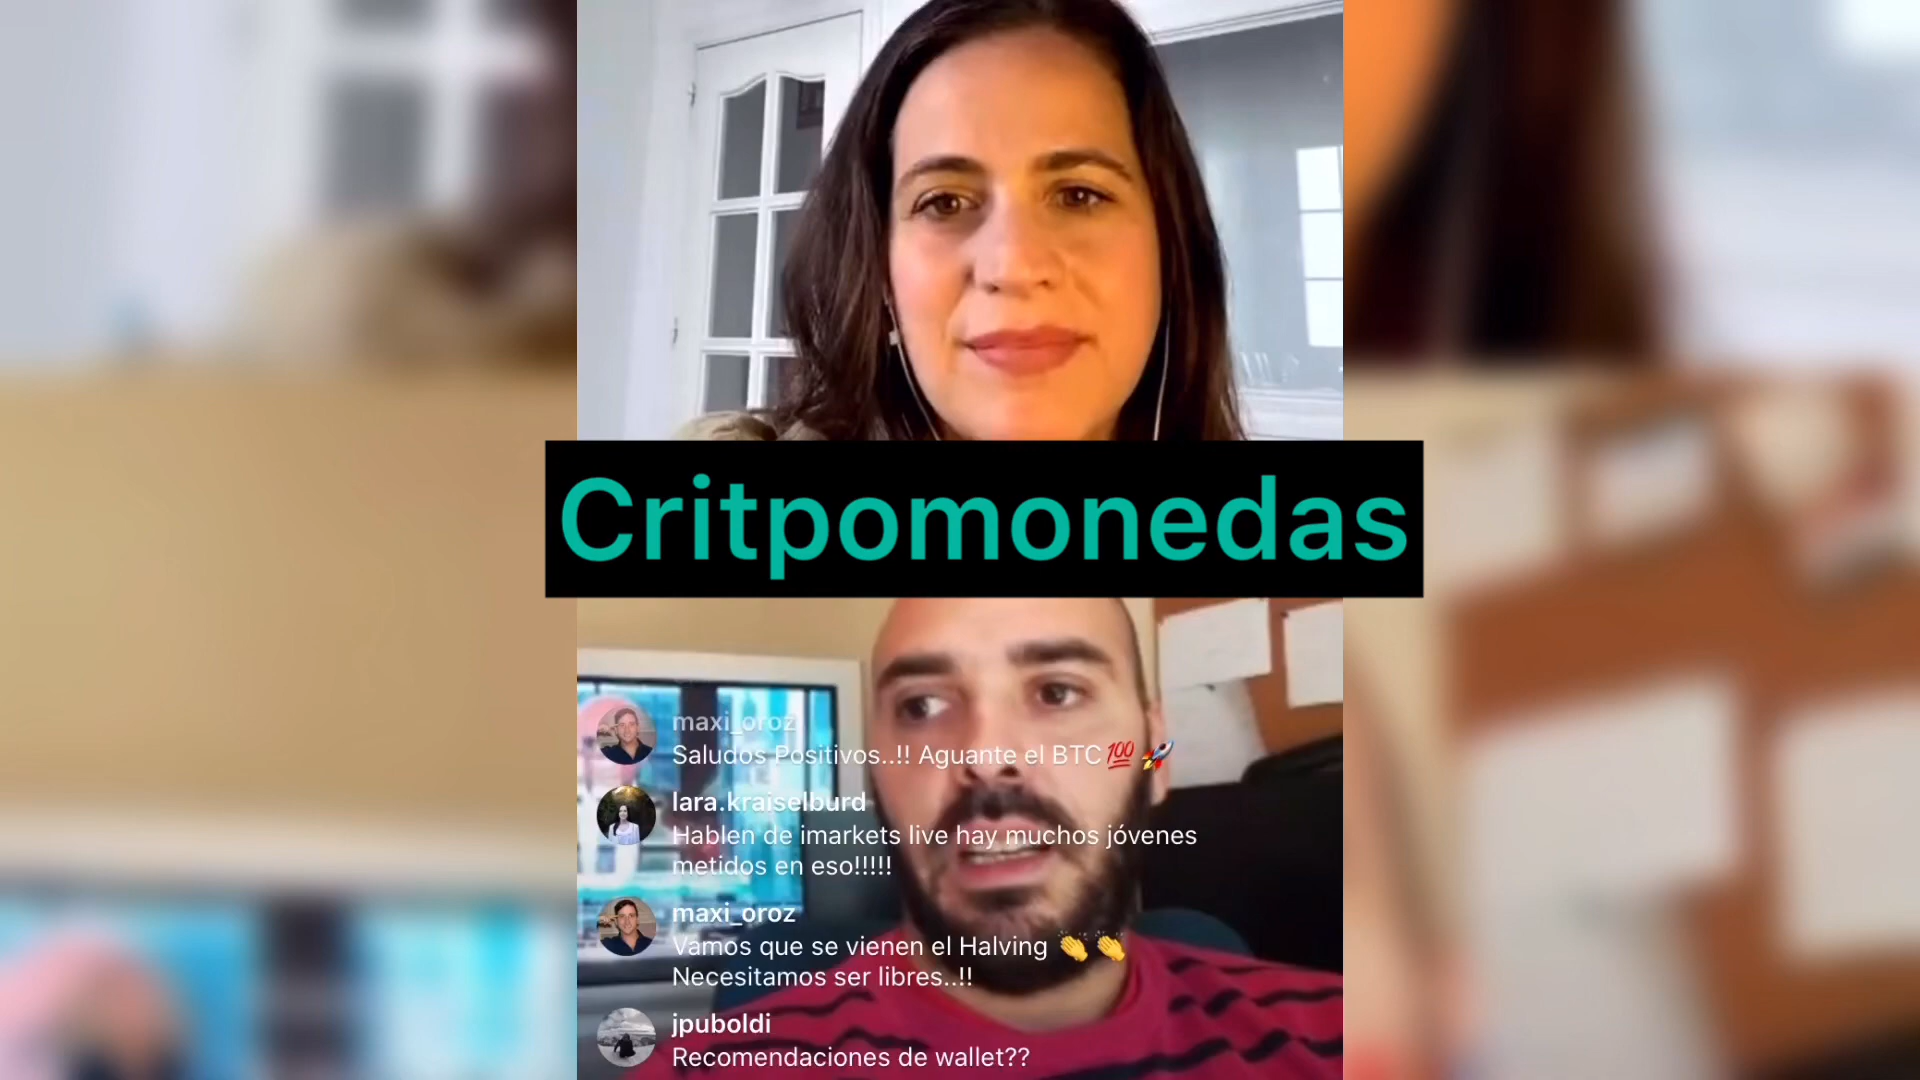 Critpomonedas
maxi_oroz
Saludos Positivos..!! Aguante el BTC💯 🚀
lara.kraiselburd
Hablen de imarkets live hay muchos jóvenes
metidos en eso!!!!!
maxi_oroz
Vamos que se vienen el Halving 👏 👏
Necesitamos ser libres..!!
jpuboldi
Recomendaciones de wallet??